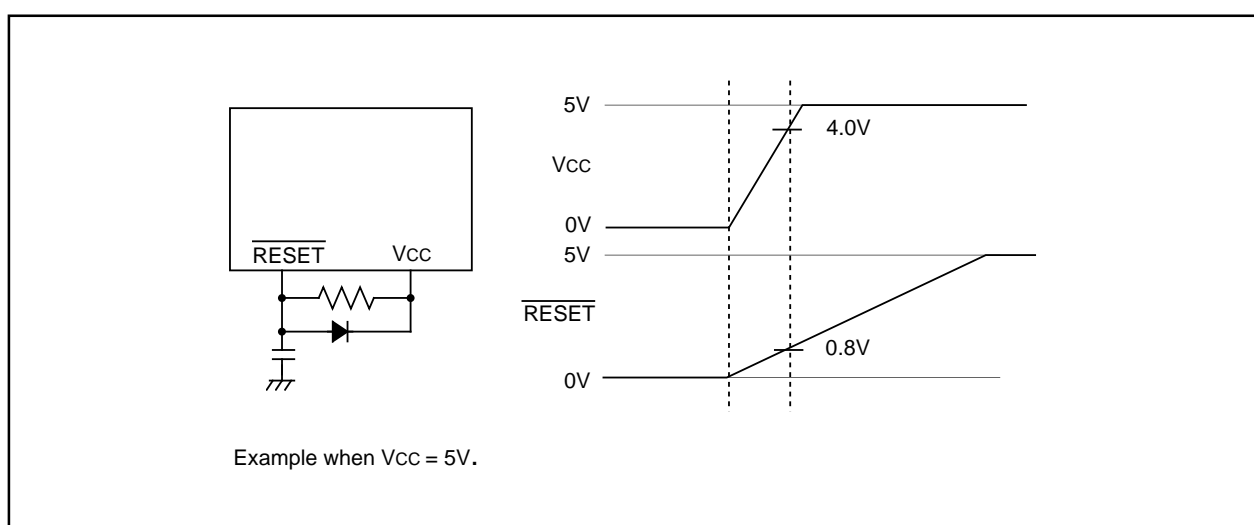 RESET VCC
5V
4.0V
VCC
0V
5V
RESET
0.8V
0V
Example when VCC = 5V.